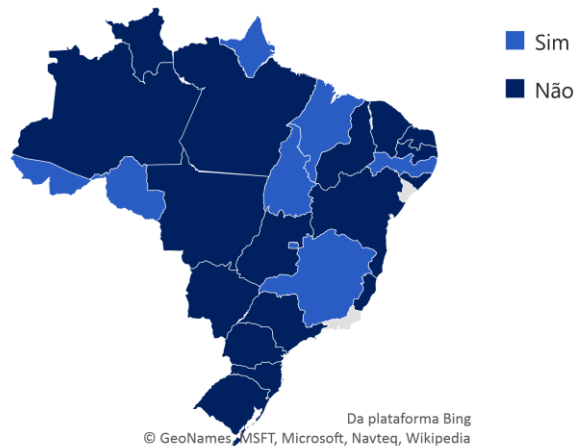 Sim
Não
Da plataforma Bing
© GeoNames, MSFT, Microsoft, Navteq, Wikipedia